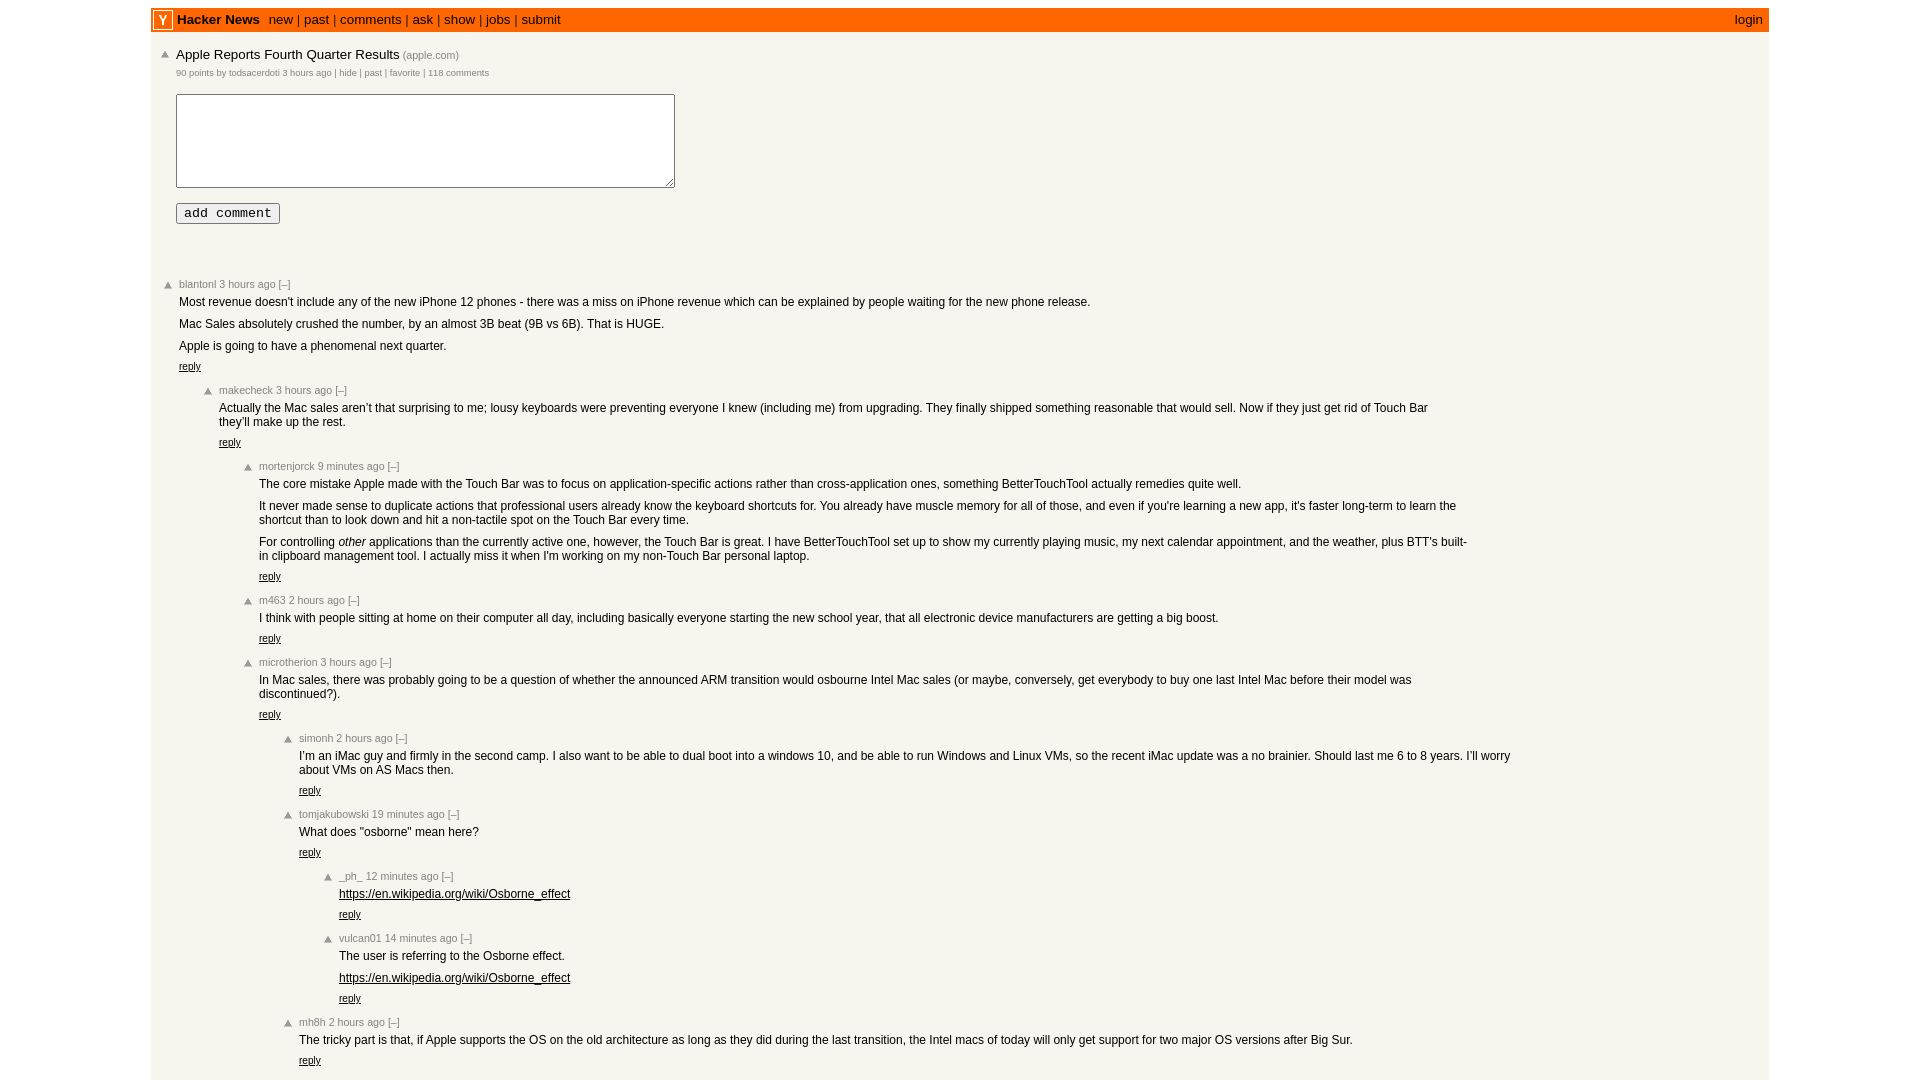 Y Hacker News new | past | comments | ask | show | jobs | submit login
Apple Reports Fourth Quarter Results (apple.com)
90 points by todsacerdoti 3 hours ago | hide | past | favorite | 118 comments
add comment
blantonl 3 hours ago [–]
Most revenue doesn't include any of the new iPhone 12 phones - there was a miss on iPhone revenue which can be explained by people waiting for the new phone release.
Mac Sales absolutely crushed the number, by an almost 3B beat (9B vs 6B). That is HUGE.
Apple is going to have a phenomenal next quarter.
reply
makecheck 3 hours ago [–]
Actually the Mac sales aren’t that surprising to me; lousy keyboards were preventing everyone I knew (including me) from upgrading. They finally shipped something reasonable that would sell. Now if they just get rid of Touch Bar
they’ll make up the rest.
reply
mortenjorck 9 minutes ago [–]
The core mistake Apple made with the Touch Bar was to focus on application-specific actions rather than cross-application ones, something BetterTouchTool actually remedies quite well.
It never made sense to duplicate actions that professional users already know the keyboard shortcuts for. You already have muscle memory for all of those, and even if you're learning a new app, it's faster long-term to learn the
shortcut than to look down and hit a non-tactile spot on the Touch Bar every time.
For controlling other applications than the currently active one, however, the Touch Bar is great. I have BetterTouchTool set up to show my currently playing music, my next calendar appointment, and the weather, plus BTT's built-
in clipboard management tool. I actually miss it when I'm working on my non-Touch Bar personal laptop.
reply
m463 2 hours ago [–]
I think with people sitting at home on their computer all day, including basically everyone starting the new school year, that all electronic device manufacturers are getting a big boost.
reply
microtherion 3 hours ago [–]
In Mac sales, there was probably going to be a question of whether the announced ARM transition would osbourne Intel Mac sales (or maybe, conversely, get everybody to buy one last Intel Mac before their model was
discontinued?).
reply
simonh 2 hours ago [–]
I’m an iMac guy and firmly in the second camp. I also want to be able to dual boot into a windows 10, and be able to run Windows and Linux VMs, so the recent iMac update was a no brainier. Should last me 6 to 8 years. I’ll worry
about VMs on AS Macs then.
reply
tomjakubowski 19 minutes ago [–]
What does "osborne" mean here?
reply
_ph_ 12 minutes ago [–]
https://en.wikipedia.org/wiki/Osborne_effect
reply
vulcan01 14 minutes ago [–]
The user is referring to the Osborne effect.
https://en.wikipedia.org/wiki/Osborne_effect
reply
mh8h 2 hours ago [–]
The tricky part is that, if Apple supports the OS on the old architecture as long as they did during the last transition, the Intel macs of today will only get support for two major OS versions after Big Sur.
reply